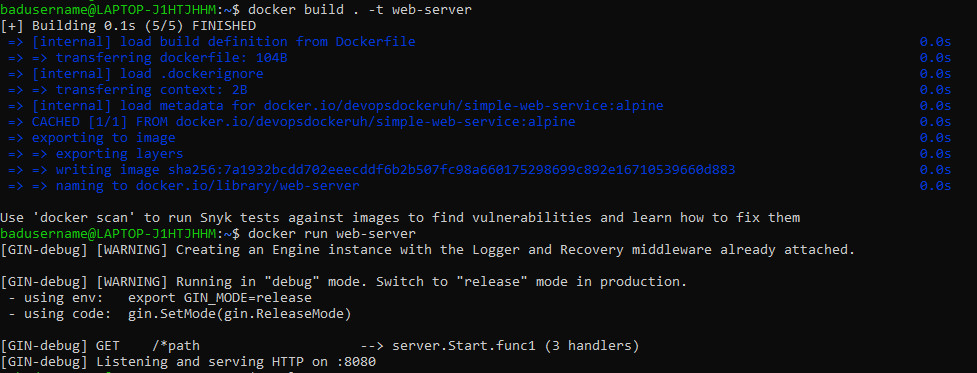 badusername@LAPTOP-J1HTJHHM:~$ docker build . -t web-server
[+] Building 0.1s (5/5) FINISHED
=> [internal] load build definition from Dockerfile 0.0s
=> => transferring dockerfile: 104B 0.0s
=> [internal] load .dockerignore 0.0s
=> => transferring context: 2B 0.0s
=> [internal] load metadata for docker.io/devopsdockeruh/simple-web-service:alpine 0.0s
=> CACHED [1/1] FROM docker.io/devopsdockeruh/simple-web-service:alpine 0.0s
=> exporting to image 0.0s
=> => exporting layers 0.0s
=> => writing image sha256:7a1932bcdd702eeecddf6b2b507fc98a660175298699c892e16710539660d883 0.0s
=> => naming to docker.io/library/web-server 0.0s
Use 'docker scan' to run Snyk tests against images to find vulnerabilities and learn how to fix them
badusername@LAPTOP-J1HTJHHM:~$ docker run web-server
[GIN-debug] [WARNING] Creating an Engine instance with the Logger and Recovery middleware already attached.
[GIN-debug] [WARNING] Running in "debug" mode. Switch to "release" mode in production.
- using env: export GIN_MODE=release
- using code: gin.SetMode(gin.ReleaseMode)
[GIN-debug] GET /*path --> server.Start.func1 (3 handlers)
[GIN-debug] Listening and serving HTTP on :8080